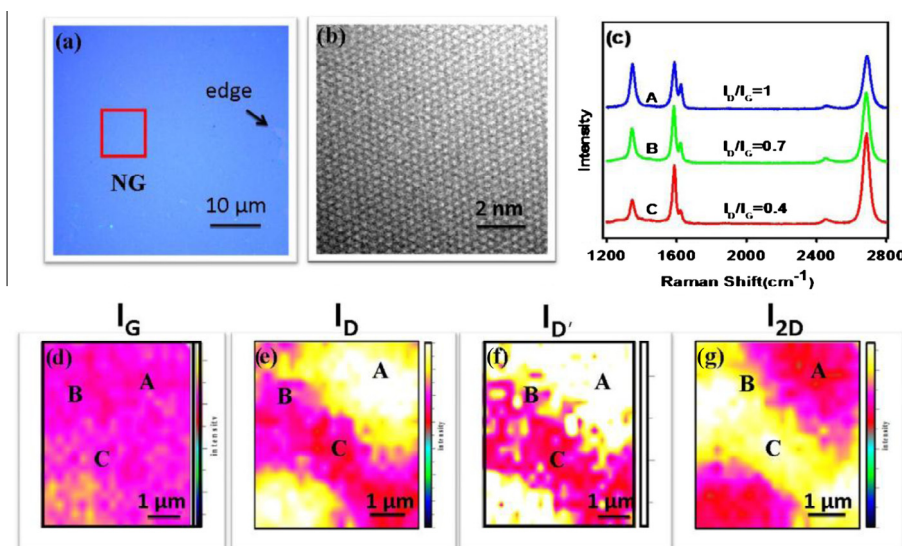 (a)
edge
NG
10 μm
(b)
2 nm
(c)
Intensity
A
I_D/I_G=1
B
I_D/I_G=0.7
C
I_D/I_G=0.4
1200 1600 2000 2400 2800
Raman Shift(cm⁻¹)
I_G
(d)
A
B
C
1 μm
intensity
I_D
(e)
A
B
C
1 μm
intensity
I_D′
(f)
A
B
C
1 μm
I_2D
(g)
A
B
C
1 μm
intensity